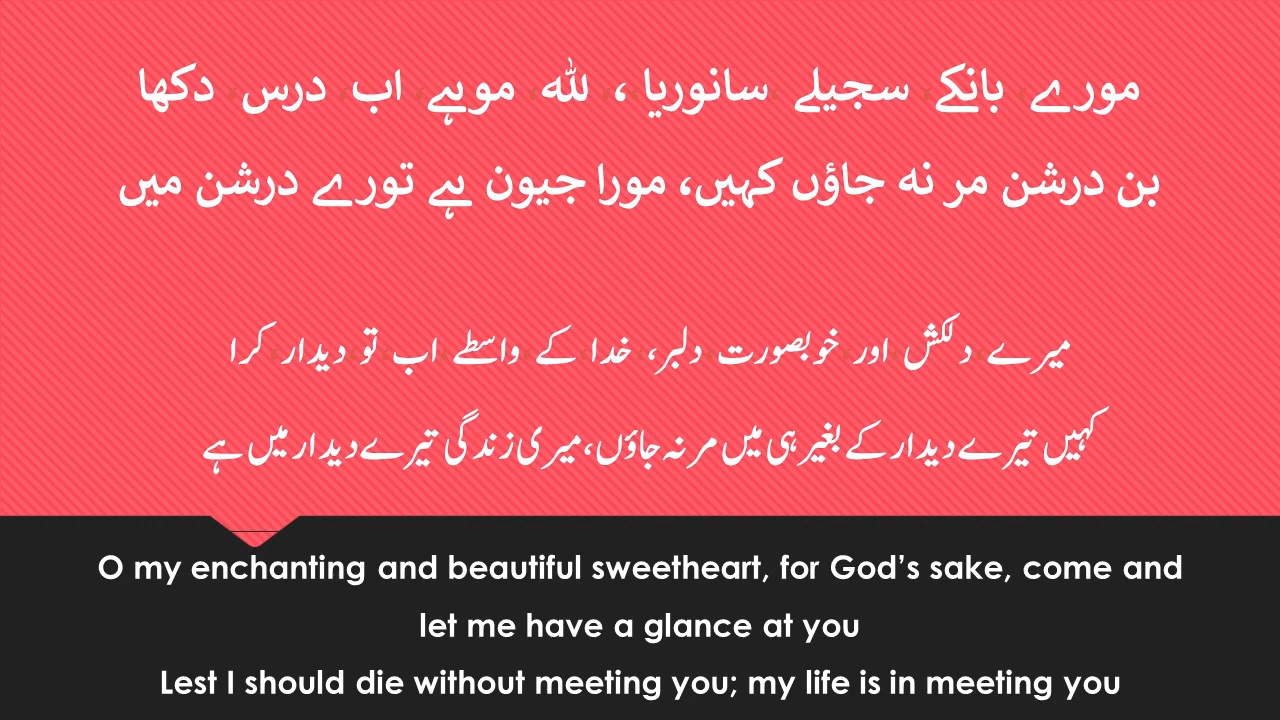 مورے بانکے سجیلے سانوریا، للہ موہے اب درس دکھا
بن درشن مر نہ جاؤں کہیں، مورا جیون ہے تورے درشن میں
میرے دلکش اور خوبصورت دلبر، خدا کے واسطے اب تو دیدار کرا
کہیں تیرے دیدار کے بغیر ہی میں مر نہ جاؤں، میری زندگی تیرے دیدار میں ہے
O my enchanting and beautiful sweetheart, for God’s sake, come and
let me have a glance at you
Lest I should die without meeting you; my life is in meeting you